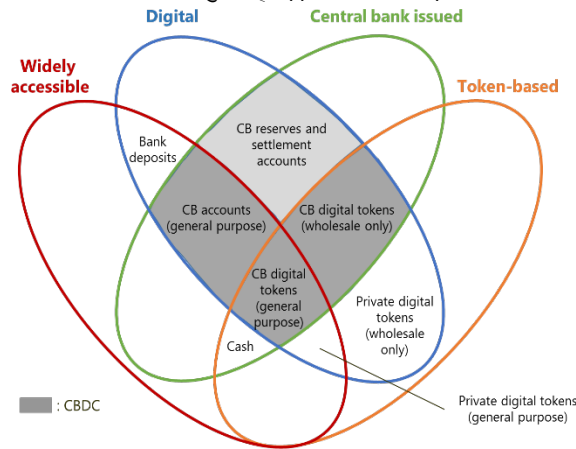 Digital
Central bank issued
Widely
accessible
Token-based
Bank
deposits
CB reserves and
settlement
accounts
CB accounts
(general purpose)
CB digital tokens
(wholesale only)
CB digital
tokens
(general
purpose)
Private digital
tokens
(wholesale
only)
Cash
Private digital tokens
(general purpose)
: CBDC